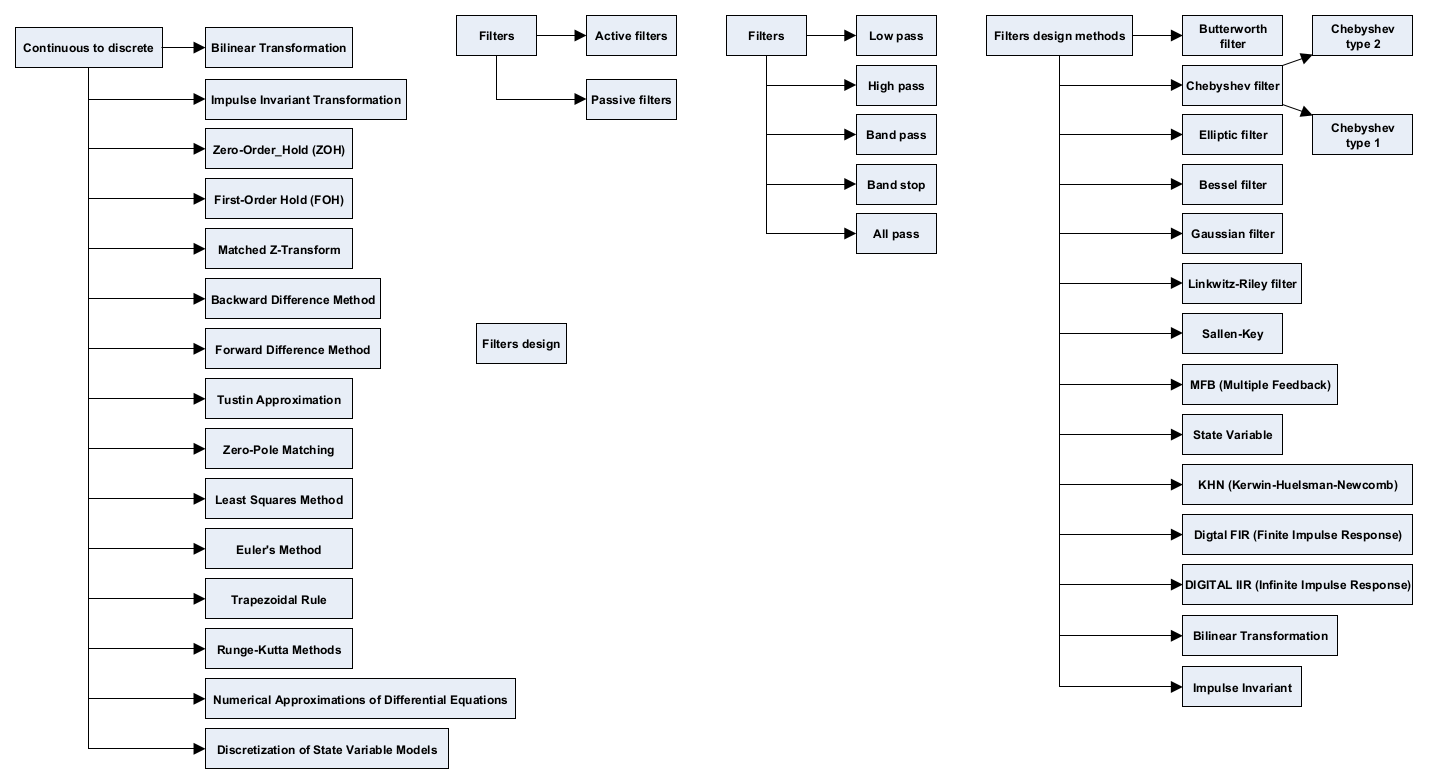 Continuous to discrete
Bilinear Transformation
Impulse Invariant Transformation
Zero-Order_Hold (ZOH)
First-Order Hold (FOH)
Matched Z-Transform
Backward Difference Method
Forward Difference Method
Tustin Approximation
Zero-Pole Matching
Least Squares Method
Euler's Method
Trapezoidal Rule
Runge-Kutta Methods
Numerical Approximations of Differential Equations
Discretization of State Variable Models
Filters
Active filters
Passive filters
Filters design
Filters
Low pass
High pass
Band pass
Band stop
All pass
Filters design methods
Butterworth
filter
Chebyshev filter
Chebyshev
type 2
Chebyshev
type 1
Elliptic filter
Bessel filter
Gaussian filter
Linkwitz-Riley filter
Sallen-Key
MFB (Multiple Feedback)
State Variable
KHN (Kerwin-Huelsman-Newcomb)
Digtal FIR (Finite Impulse Response)
DIGITAL IIR (Infinite Impulse Response)
Bilinear Transformation
Impulse Invariant